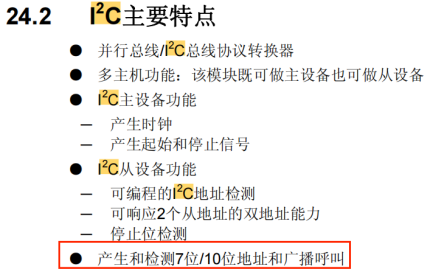 24.2 I²C主要特点
● 并行总线/I²C总线协议转换器
● 多主机功能：该模块既可做主设备也可做从设备
● I²C主设备功能
─ 产生时钟
─ 产生起始和停止信号
● I²C从设备功能
─ 可编程的I²C地址检测
─ 可响应2个从地址的双地址能力
─ 停止位检测
● 产生和检测7位/10位地址和广播呼叫